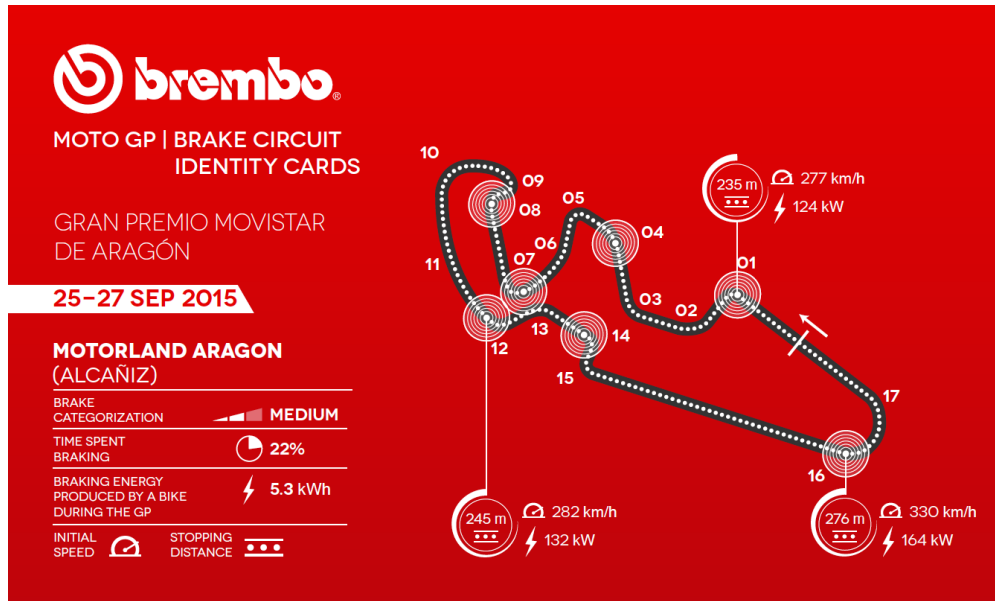 brembo®
MOTO GP | BRAKE CIRCUIT
IDENTITY CARDS
GRAN PREMIO MOVISTAR
DE ARAGÓN
25-27 SEP 2015
MOTORLAND ARAGON
(ALCAÑIZ)
BRAKE
CATEGORIZATION
MEDIUM
TIME SPENT
BRAKING
22%
BRAKING ENERGY
PRODUCED BY A BIKE
DURING THE GP
5.3 kWh
INITIAL
SPEED
STOPPING
DISTANCE
10
09
08
05
04
06
07
11
03
02
01
12
13
14
15
17
16
235 m
277 km/h
124 kW
245 m
282 km/h
132 kW
276 m
330 km/h
164 kW